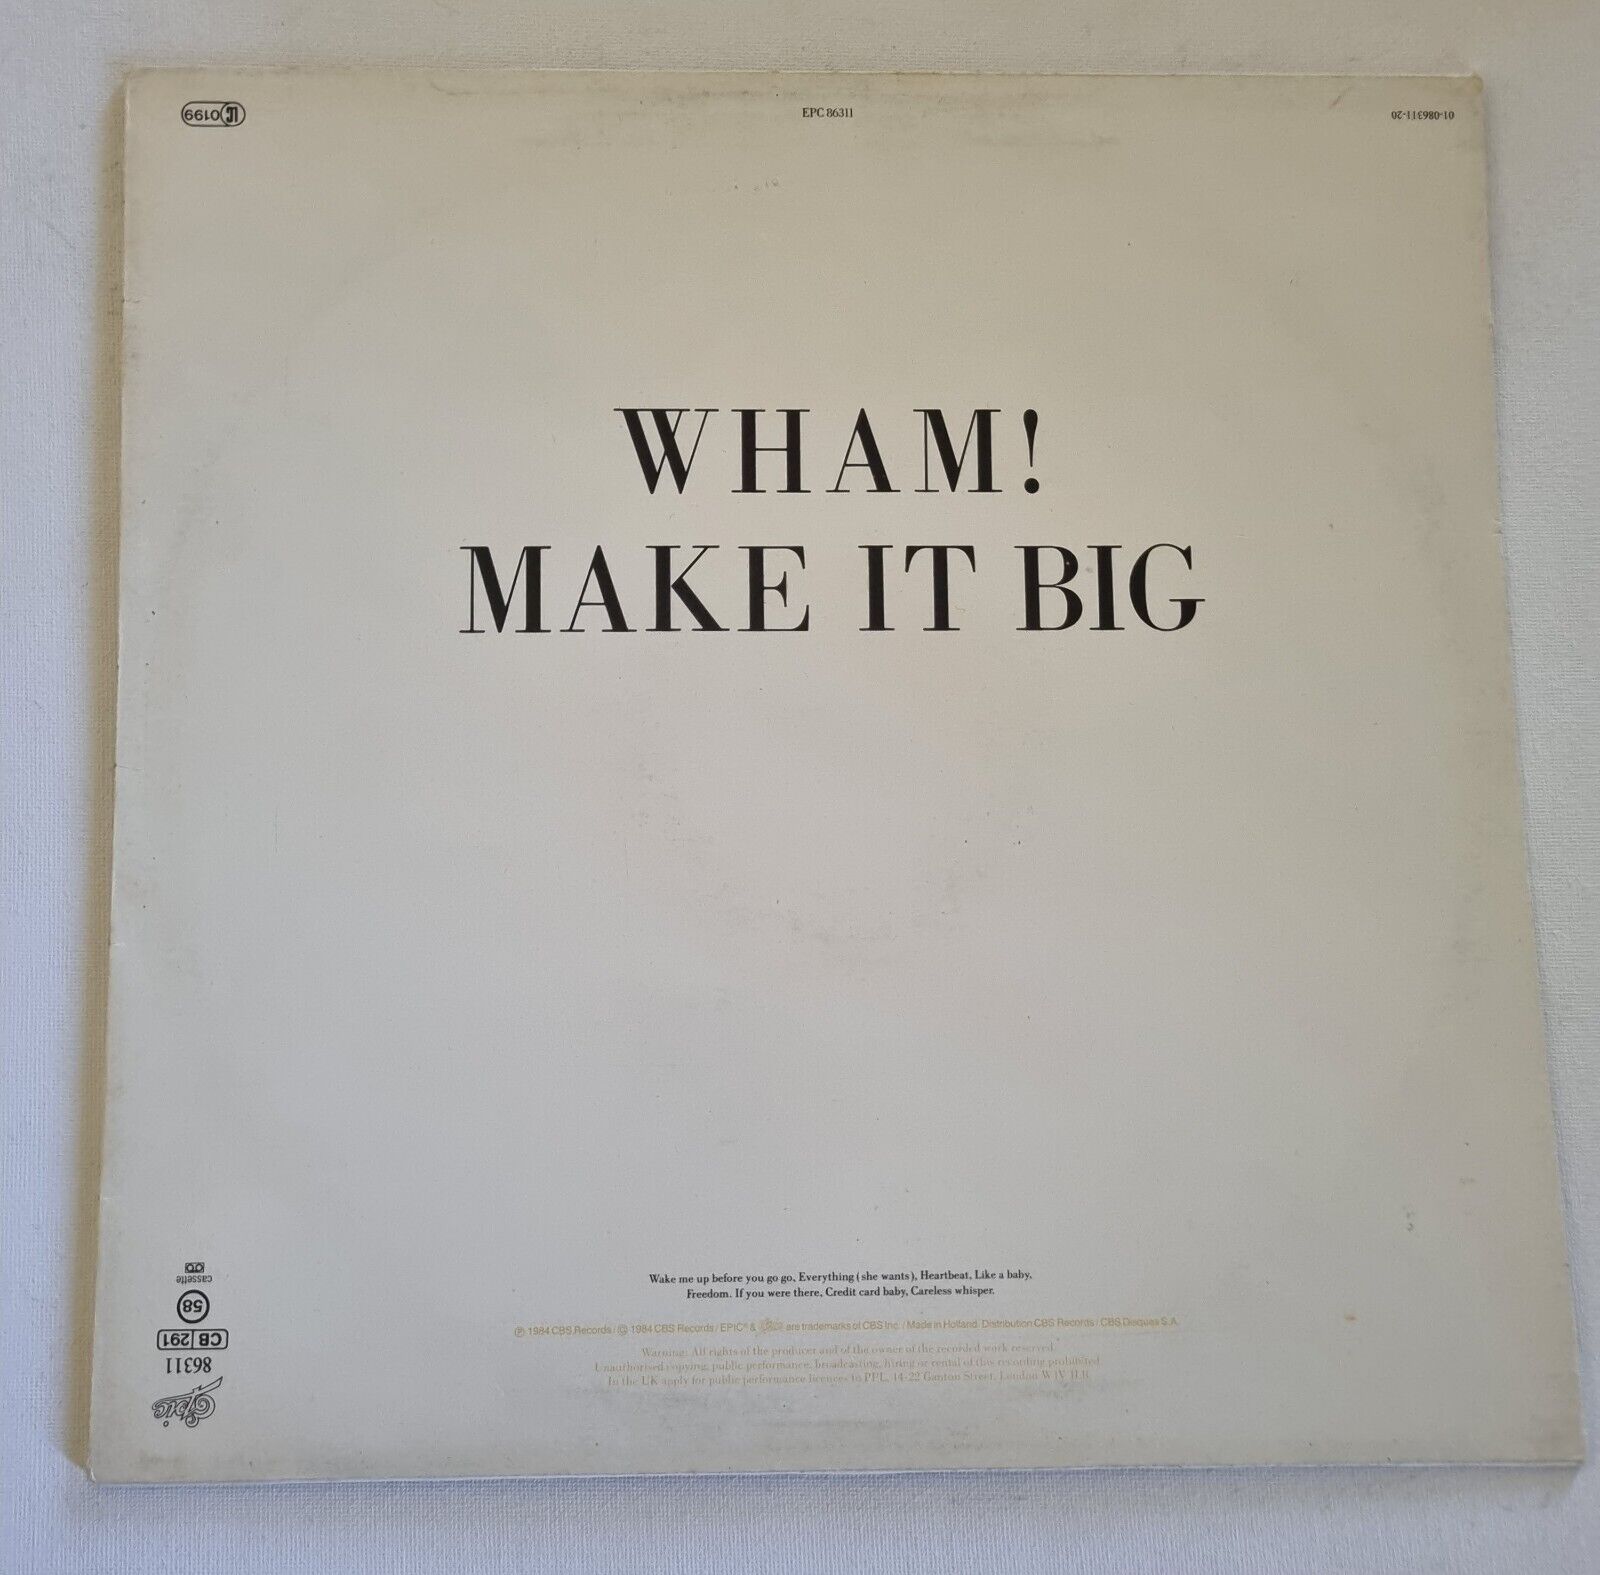 LC 0199
EPC 86311
01-086311-20
WHAM!
MAKE IT BIG
Wake me up before you go go, Everything (she wants), Heartbeat, Like a baby,
Freedom. If you were there, Credit card baby, Careless whisper.
℗ 1984 CBS Records / © 1984 CBS Records / EPIC® & Epic are trademarks of CBS Inc. / Made in Holland. Distribution CBS Records / CBS Disques S.A.
Warning: All rights of the producer and of the owner of the recorded work reserved.
Unauthorised copying, public performance, broadcasting, hiring or rental of this recording prohibited.
In the UK apply for public performance licences to PPL, 14-22 Ganton Street, London W1V 1LB
Epic
86311
CB 291
58
cassette